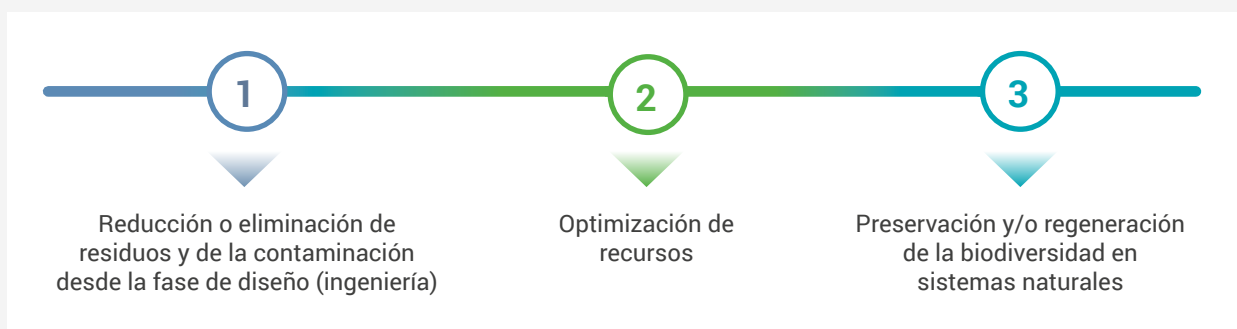 1
Reducción o eliminación de
residuos y de la contaminación
desde la fase de diseño (ingeniería)
2
Optimización de
recursos
3
Preservación y/o regeneración
de la biodiversidad en
sistemas naturales